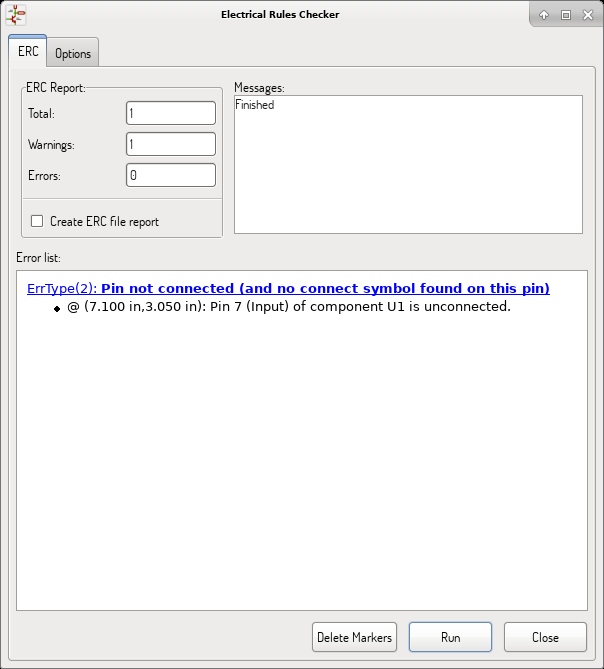 Electrical Rules Checker
ERC
Options
ERC Report:
Total:
1
Warnings:
1
Errors:
0
Create ERC file report
Messages:
Finished
Error list:
ErrType(2): Pin not connected (and no connect symbol found on this pin)
@ (7.100 in,3.050 in): Pin 7 (Input) of component U1 is unconnected.
Delete Markers
Run
Close